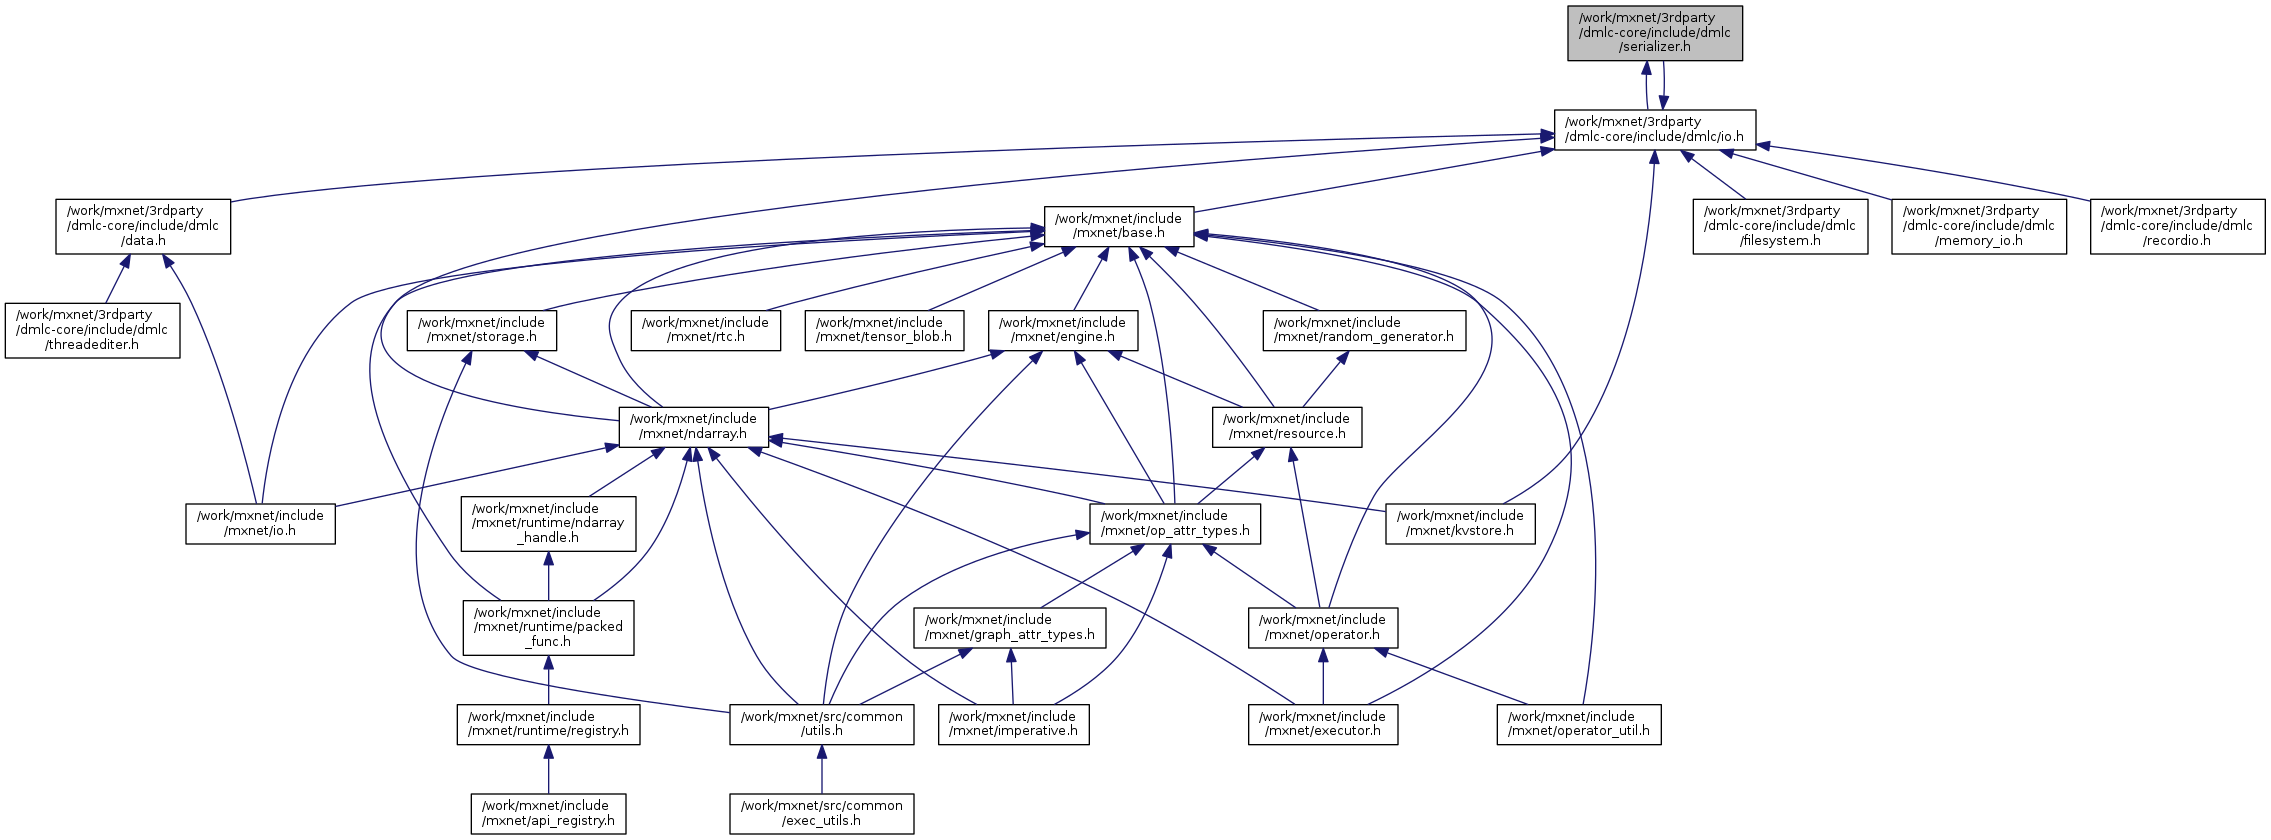 /work/mxnet/3rdparty
/dmlc-core/include/dmlc
/serializer.h
/work/mxnet/3rdparty
/dmlc-core/include/dmlc/io.h
/work/mxnet/3rdparty
/dmlc-core/include/dmlc
/data.h
/work/mxnet/include
/mxnet/base.h
/work/mxnet/3rdparty
/dmlc-core/include/dmlc
/filesystem.h
/work/mxnet/3rdparty
/dmlc-core/include/dmlc
/memory_io.h
/work/mxnet/3rdparty
/dmlc-core/include/dmlc
/recordio.h
/work/mxnet/3rdparty
/dmlc-core/include/dmlc
/threadediter.h
/work/mxnet/include
/mxnet/storage.h
/work/mxnet/include
/mxnet/rtc.h
/work/mxnet/include
/mxnet/tensor_blob.h
/work/mxnet/include
/mxnet/engine.h
/work/mxnet/include
/mxnet/random_generator.h
/work/mxnet/include
/mxnet/ndarray.h
/work/mxnet/include
/mxnet/resource.h
/work/mxnet/include
/mxnet/io.h
/work/mxnet/include
/mxnet/runtime/ndarray
_handle.h
/work/mxnet/include
/mxnet/op_attr_types.h
/work/mxnet/include
/mxnet/kvstore.h
/work/mxnet/include
/mxnet/runtime/packed
_func.h
/work/mxnet/include
/mxnet/graph_attr_types.h
/work/mxnet/include
/mxnet/operator.h
/work/mxnet/include
/mxnet/runtime/registry.h
/work/mxnet/src/common
/utils.h
/work/mxnet/include
/mxnet/imperative.h
/work/mxnet/include
/mxnet/executor.h
/work/mxnet/include
/mxnet/operator_util.h
/work/mxnet/include
/mxnet/api_registry.h
/work/mxnet/src/common
/exec_utils.h